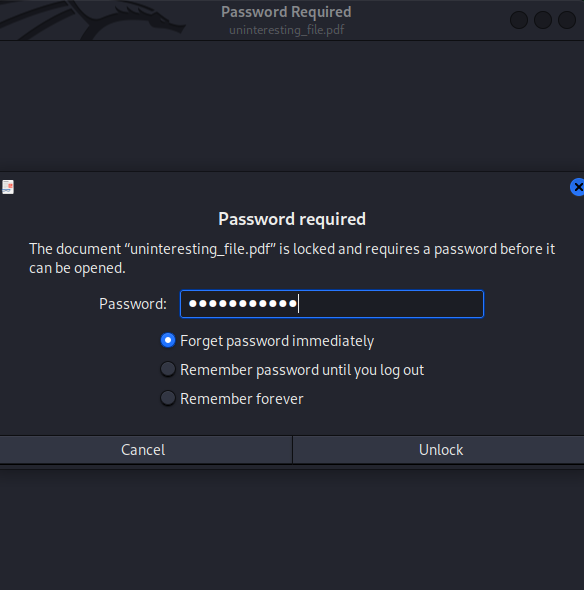 Password Required
uninteresting_file.pdf
Password required
The document “uninteresting_file.pdf” is locked and requires a password before it
can be opened.
Password: ●●●●●●●●●●●
Forget password immediately
Remember password until you log out
Remember forever
Cancel
Unlock